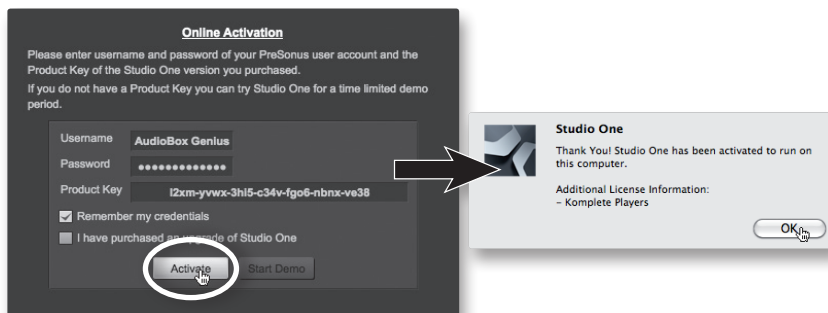 Online Activation
Please enter username and password of your PreSonus user account and the
Product Key of the Studio One version you purchased.
If you do not have a Product Key you can try Studio One for a time limited demo
period.
Username AudioBox Genius
Password •••••••••••••
Product Key l2xm-yvwx-3hi5-c34v-fgo6-nbnx-ve38
Remember my credentials
I have purchased an upgrade of Studio One
Activate Start Demo
Studio One
Thank You! Studio One has been activated to run on
this computer.
Additional License Information:
– Komplete Players
OK